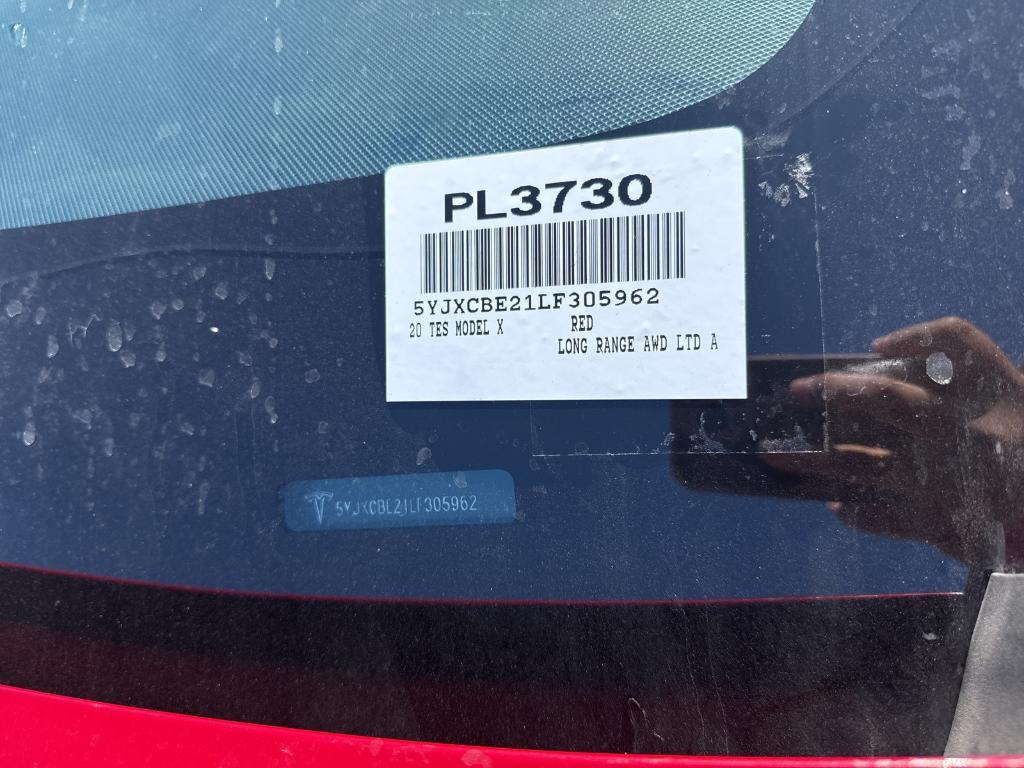 PL3730
5YJXCBE21LF305962
20 TES MODEL X RED
LONG RANGE AWD LTD A
5YJXCBE21LF305962